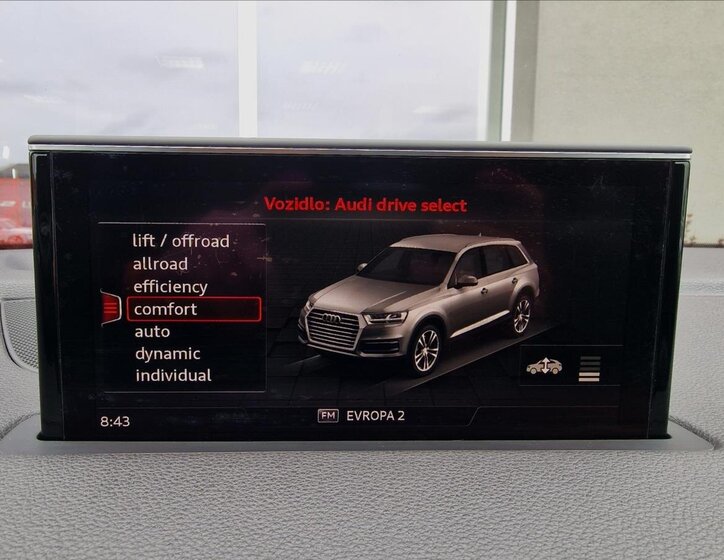 Vozidlo: Audi drive select
lift / offroad
allroad
efficiency
comfort
auto
dynamic
individual
8:43
FM EVROPA 2